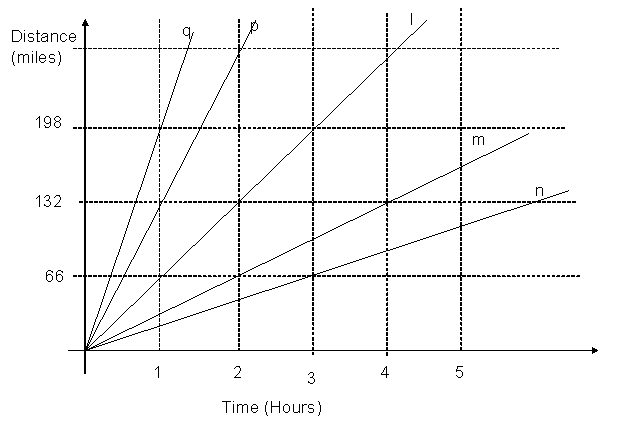 Distance
(miles)
q
p
l
198
m
132
n
66
1
2
3
4
5
Time (Hours)